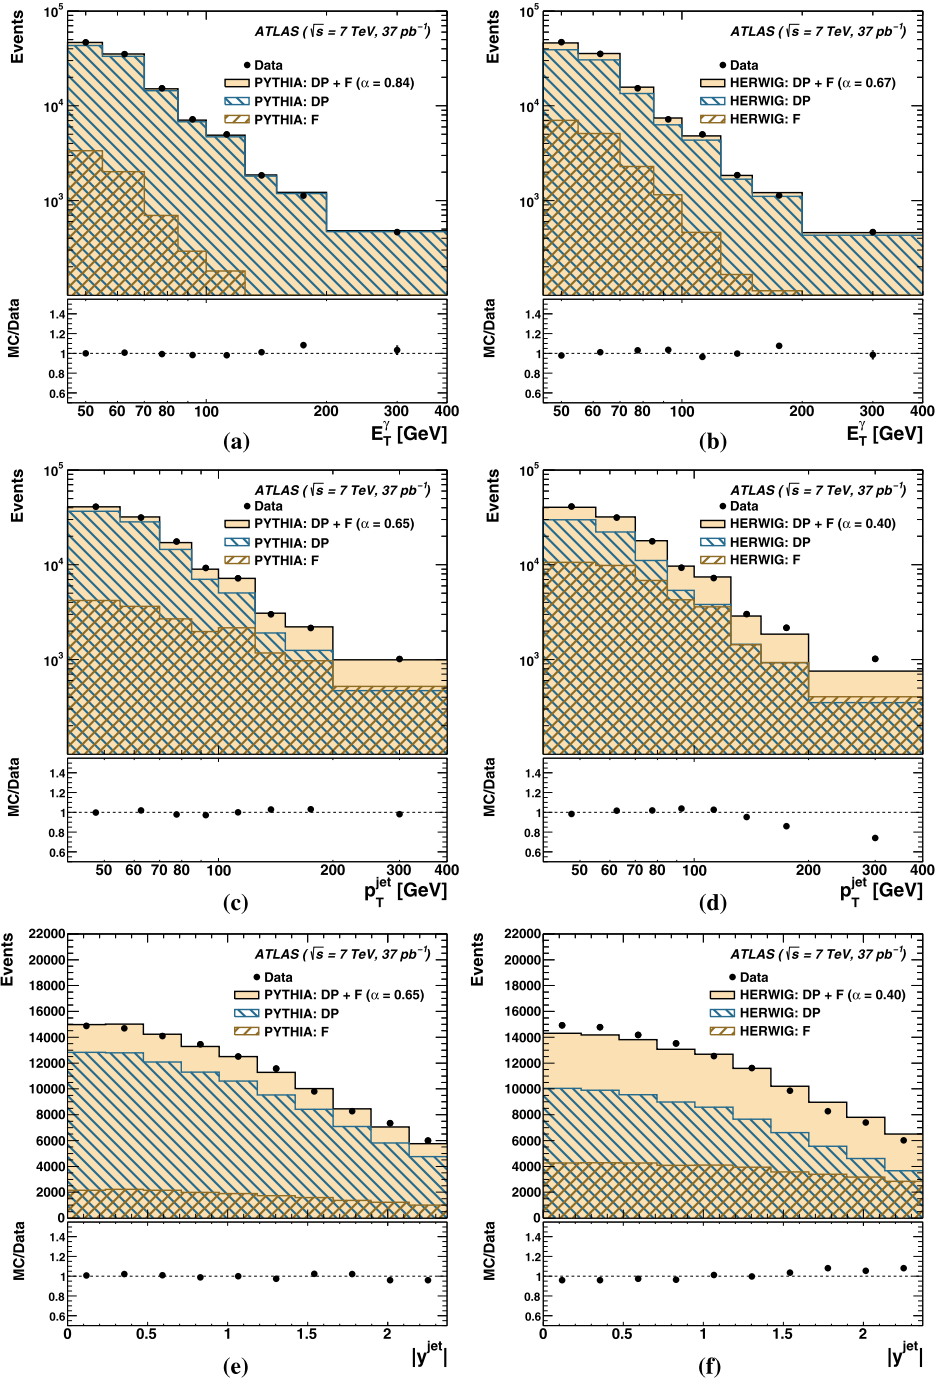 Events
ATLAS (√s = 7 TeV, 37 pb⁻¹)
Data
PYTHIA: DP + F (α = 0.84)
PYTHIA: DP
PYTHIA: F
10⁵
10⁴
10³
MC/Data
1.4
1.2
1
0.8
0.6
50 60 70 80 100 200 300 400
E_T^γ [GeV]
(a)
Events
ATLAS (√s = 7 TeV, 37 pb⁻¹)
Data
HERWIG: DP + F (α = 0.67)
HERWIG: DP
HERWIG: F
10⁵
10⁴
10³
MC/Data
1.4
1.2
1
0.8
0.6
50 60 70 80 100 200 300 400
E_T^γ [GeV]
(b)
Events
ATLAS (√s = 7 TeV, 37 pb⁻¹)
Data
PYTHIA: DP + F (α = 0.65)
PYTHIA: DP
PYTHIA: F
10⁵
10⁴
10³
MC/Data
1.4
1.2
1
0.8
0.6
50 60 70 80 100 200 300 400
p_T^jet [GeV]
(c)
Events
ATLAS (√s = 7 TeV, 37 pb⁻¹)
Data
HERWIG: DP + F (α = 0.40)
HERWIG: DP
HERWIG: F
10⁵
10⁴
10³
MC/Data
1.4
1.2
1
0.8
0.6
50 60 70 80 100 200 300 400
p_T^jet [GeV]
(d)
Events
ATLAS (√s = 7 TeV, 37 pb⁻¹)
Data
PYTHIA: DP + F (α = 0.65)
PYTHIA: DP
PYTHIA: F
22000
20000
18000
16000
14000
12000
10000
8000
6000
4000
2000
0
MC/Data
1.4
1.2
1
0.8
0.6
0 0.5 1 1.5 2
|y^jet|
(e)
Events
ATLAS (√s = 7 TeV, 37 pb⁻¹)
Data
HERWIG: DP + F (α = 0.40)
HERWIG: DP
HERWIG: F
22000
20000
18000
16000
14000
12000
10000
8000
6000
4000
2000
0
MC/Data
1.4
1.2
1
0.8
0.6
0 0.5 1 1.5 2
|y^jet|
(f)